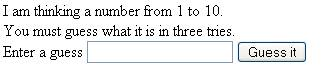 I am thinking a number from 1 to 10.
You must guess what it is in three tries.
Enter a guess Guess it